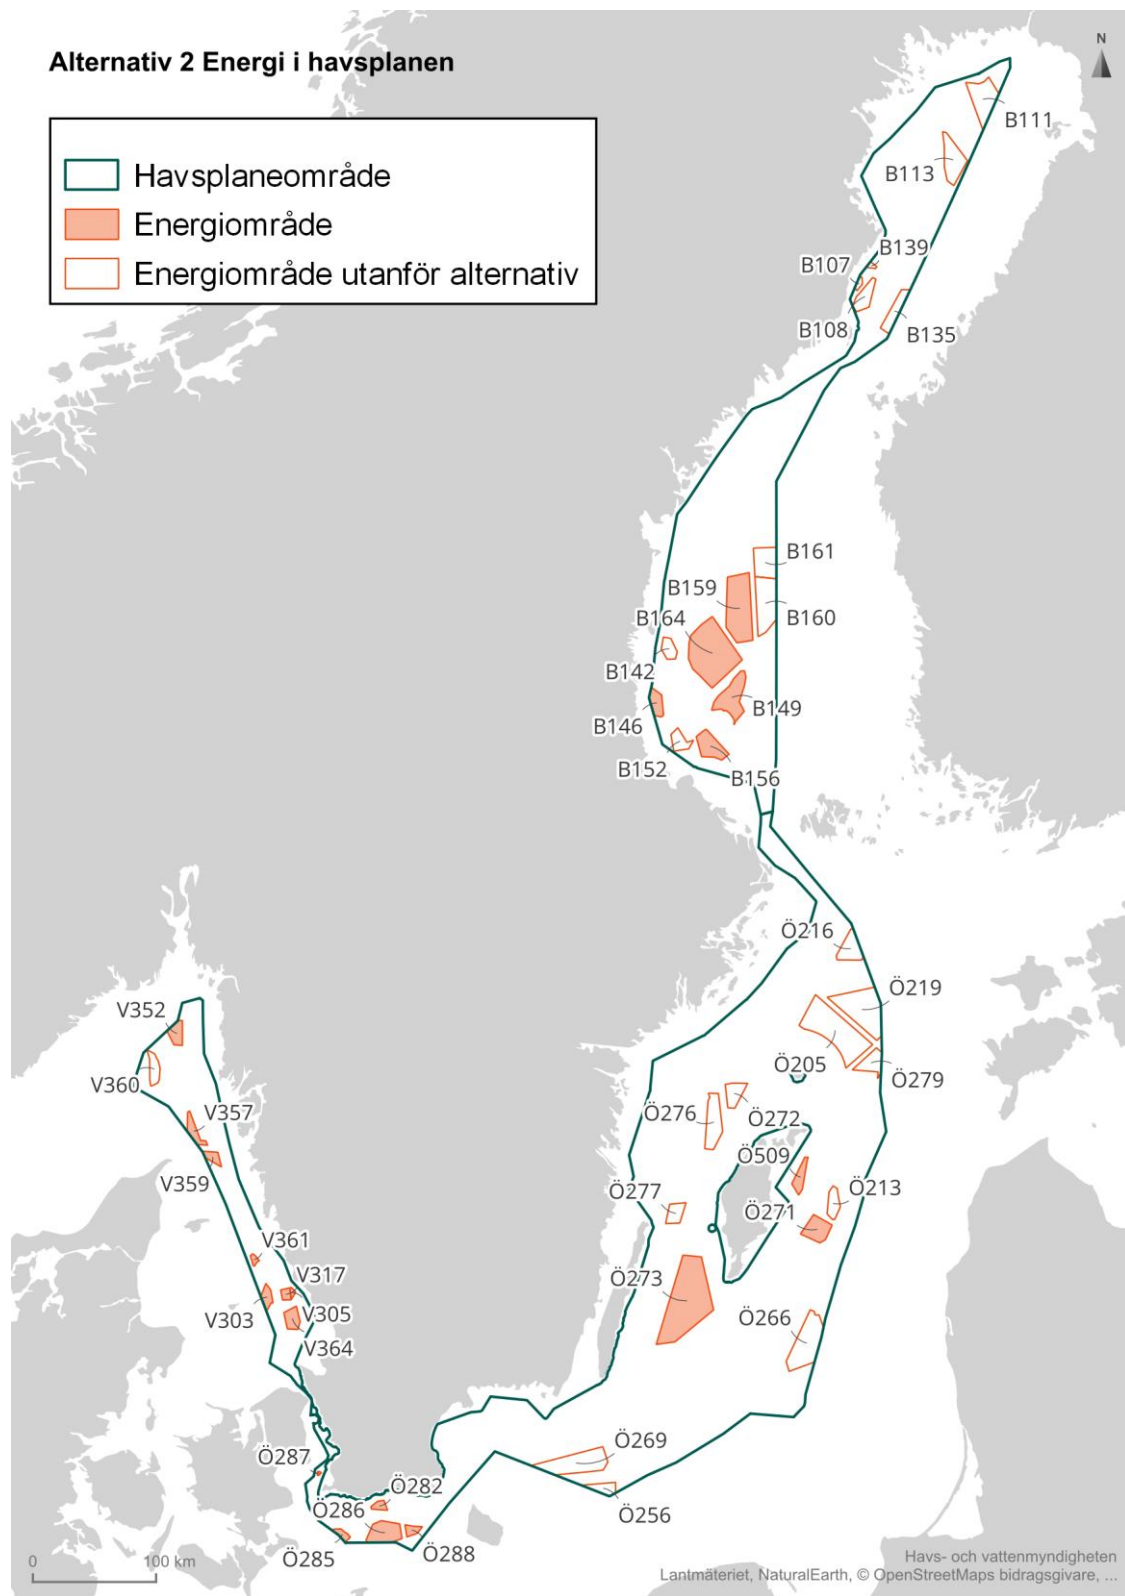 Alternativ 2 Energi i havsplanen
N
Havsplaneområde
Energiområde
Energiområde utanför alternativ
B111
B113
B139
B107
B108
B135
B161
B159
B164
B160
B142
B149
B146
B152
B156
Ö216
Ö219
V352
Ö205
V360
Ö279
V357
Ö276
Ö272
Ö509
V359
Ö277
Ö213
Ö271
V361
Ö273
V317
V303
V305
Ö266
V364
Ö269
Ö287
Ö282
Ö286
Ö256
Ö285
Ö288
0 100 km
Havs- och vattenmyndigheten
Lantmäteriet, NaturalEarth, © OpenStreetMaps bidragsgivare, ...